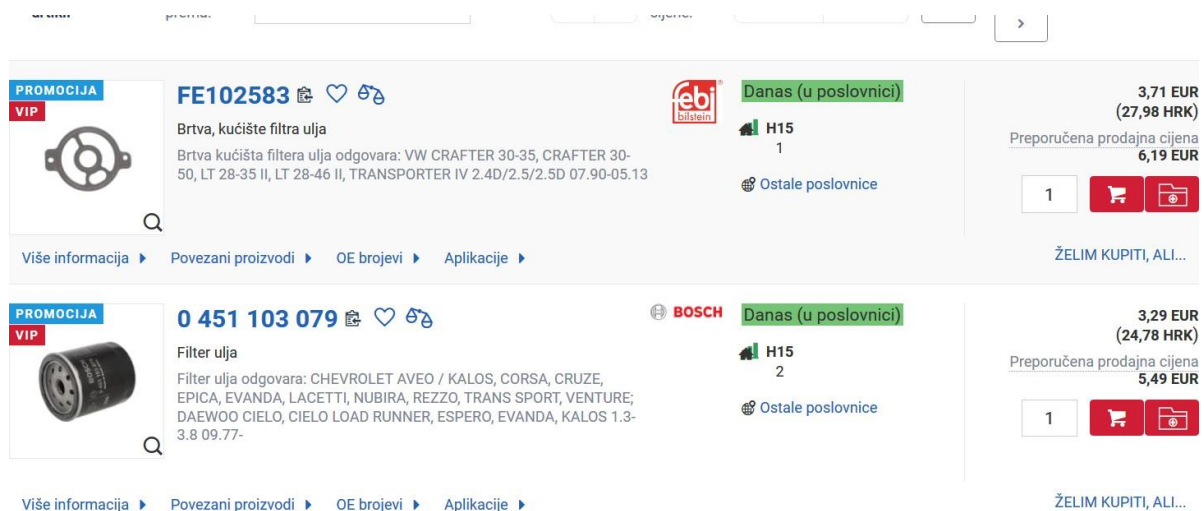 PROMOCIJA
VIP
FE102583
Brtva, kućište filtra ulja
Brtva kućišta filtera ulja odgovara: VW CRAFTER 30-35, CRAFTER 30-
50, LT 28-35 II, LT 28-46 II, TRANSPORTER IV 2.4D/2.5/2.5D 07.90-05.13
febi
bilstein
Danas (u poslovnici)
H15
1
Ostale poslovnice
3,71 EUR
(27,98 HRK)
Preporučena prodajna cijena
6,19 EUR
1
Više informacija
Povezani proizvodi
OE brojevi
Aplikacije
ŽELIM KUPITI, ALI...
PROMOCIJA
VIP
0 451 103 079
Filter ulja
Filter ulja odgovara: CHEVROLET AVEO / KALOS, CORSA, CRUZE,
EPICA, EVANDA, LACETTI, NUBIRA, REZZO, TRANS SPORT, VENTURE;
DAEWOO CIELO, CIELO LOAD RUNNER, ESPERO, EVANDA, KALOS 1.3-
3.8 09.77-
BOSCH
BOSCH
Danas (u poslovnici)
H15
2
Ostale poslovnice
3,29 EUR
(24,78 HRK)
Preporučena prodajna cijena
5,49 EUR
1
Više informacija
Povezani proizvodi
OE brojevi
Aplikacije
ŽELIM KUPITI, ALI...